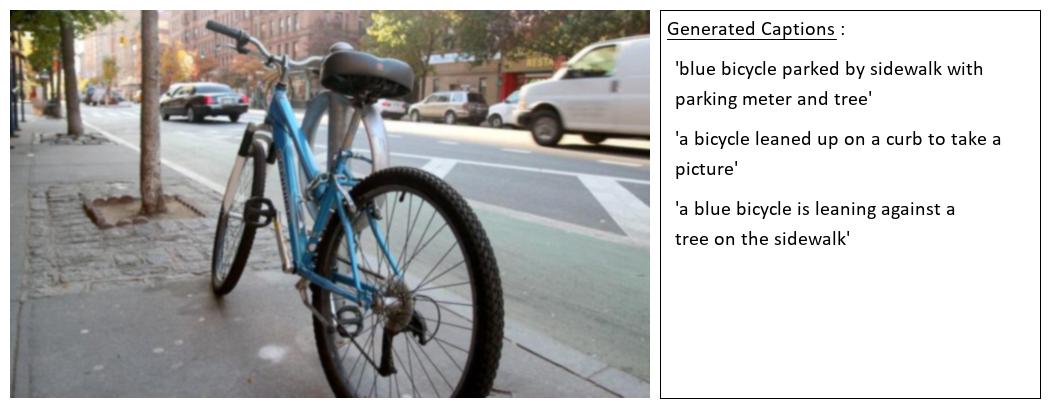 Generated Captions :
'blue bicycle parked by sidewalk with
parking meter and tree'
'a bicycle leaned up on a curb to take a
picture'
'a blue bicycle is leaning against a
tree on the sidewalk'